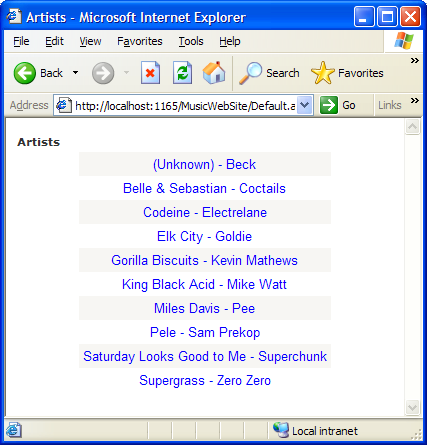 Artists - Microsoft Internet Explorer
File Edit View Favorites Tools Help »
Back Search Favorites »
Address http://localhost:1165/MusicWebSite/Default.a Go Links »
Artists
(Unknown) - Beck
Belle & Sebastian - Coctails
Codeine - Electrelane
Elk City - Goldie
Gorilla Biscuits - Kevin Mathews
King Black Acid - Mike Watt
Miles Davis - Pee
Pele - Sam Prekop
Saturday Looks Good to Me - Superchunk
Supergrass - Zero Zero
Local intranet